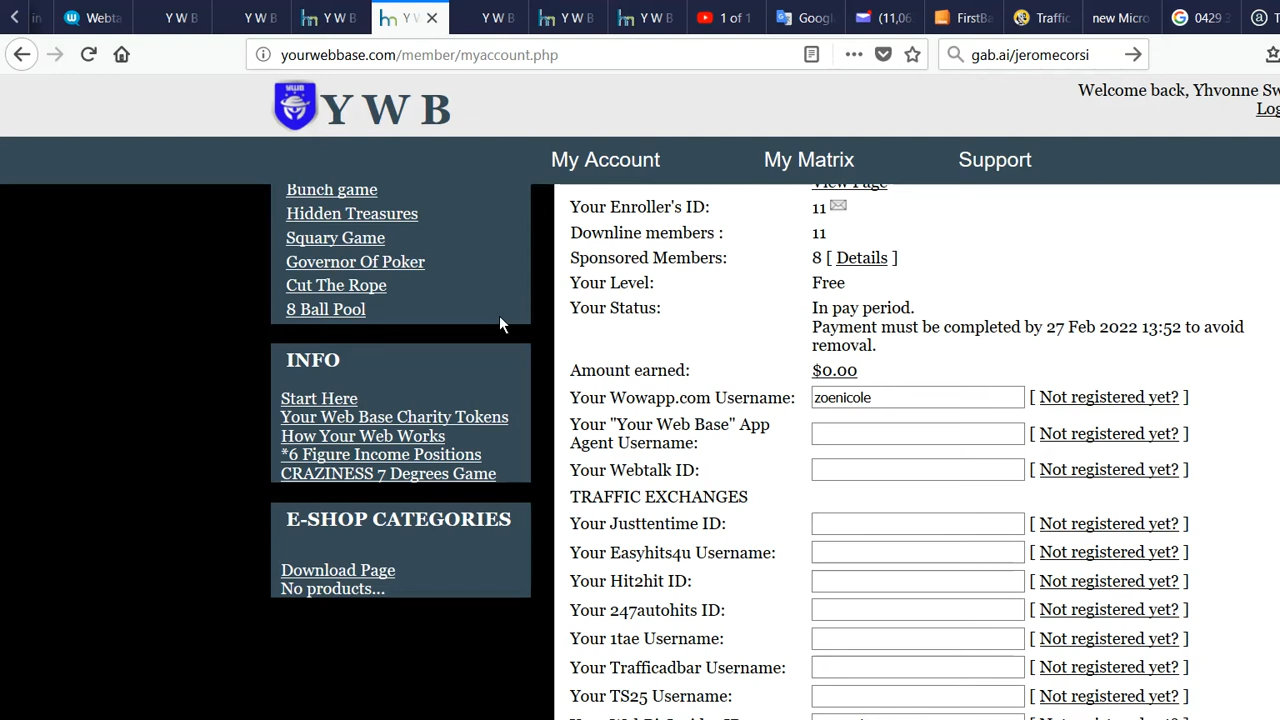 in
Webta
Y W B
Y W B
Y W B
Y W
Y W B
Y W B
Y W B
1 of 1
Googl
(11,06
FirstBa
Traffic
new Micro
0429 3
yourwebbase.com/member/myaccount.php
gab.ai/jeromecorsi
YWB
Y W B
Welcome back, Yhvonne Sw
Log
My Account
My Matrix
Support
Bunch game
Hidden Treasures
Squary Game
Governor Of Poker
Cut The Rope
8 Ball Pool
INFO
Start Here
Your Web Base Charity Tokens
How Your Web Works
*6 Figure Income Positions
CRAZINESS 7 Degrees Game
E-SHOP CATEGORIES
Download Page
No products...
View Page
Your Enroller's ID: 11
Downline members : 11
Sponsored Members: 8 [ Details ]
Your Level: Free
Your Status: In pay period.
Payment must be completed by 27 Feb 2022 13:52 to avoid
removal.
Amount earned: $0.00
Your Wowapp.com Username: zoenicole [ Not registered yet? ]
Your "Your Web Base" App
Agent Username: [ Not registered yet? ]
Your Webtalk ID: [ Not registered yet? ]
TRAFFIC EXCHANGES
Your Justtentime ID: [ Not registered yet? ]
Your Easyhits4u Username: [ Not registered yet? ]
Your Hit2hit ID: [ Not registered yet? ]
Your 247autohits ID: [ Not registered yet? ]
Your 1tae Username: [ Not registered yet? ]
Your Trafficadbar Username: [ Not registered yet? ]
Your TS25 Username: [ Not registered yet? ]